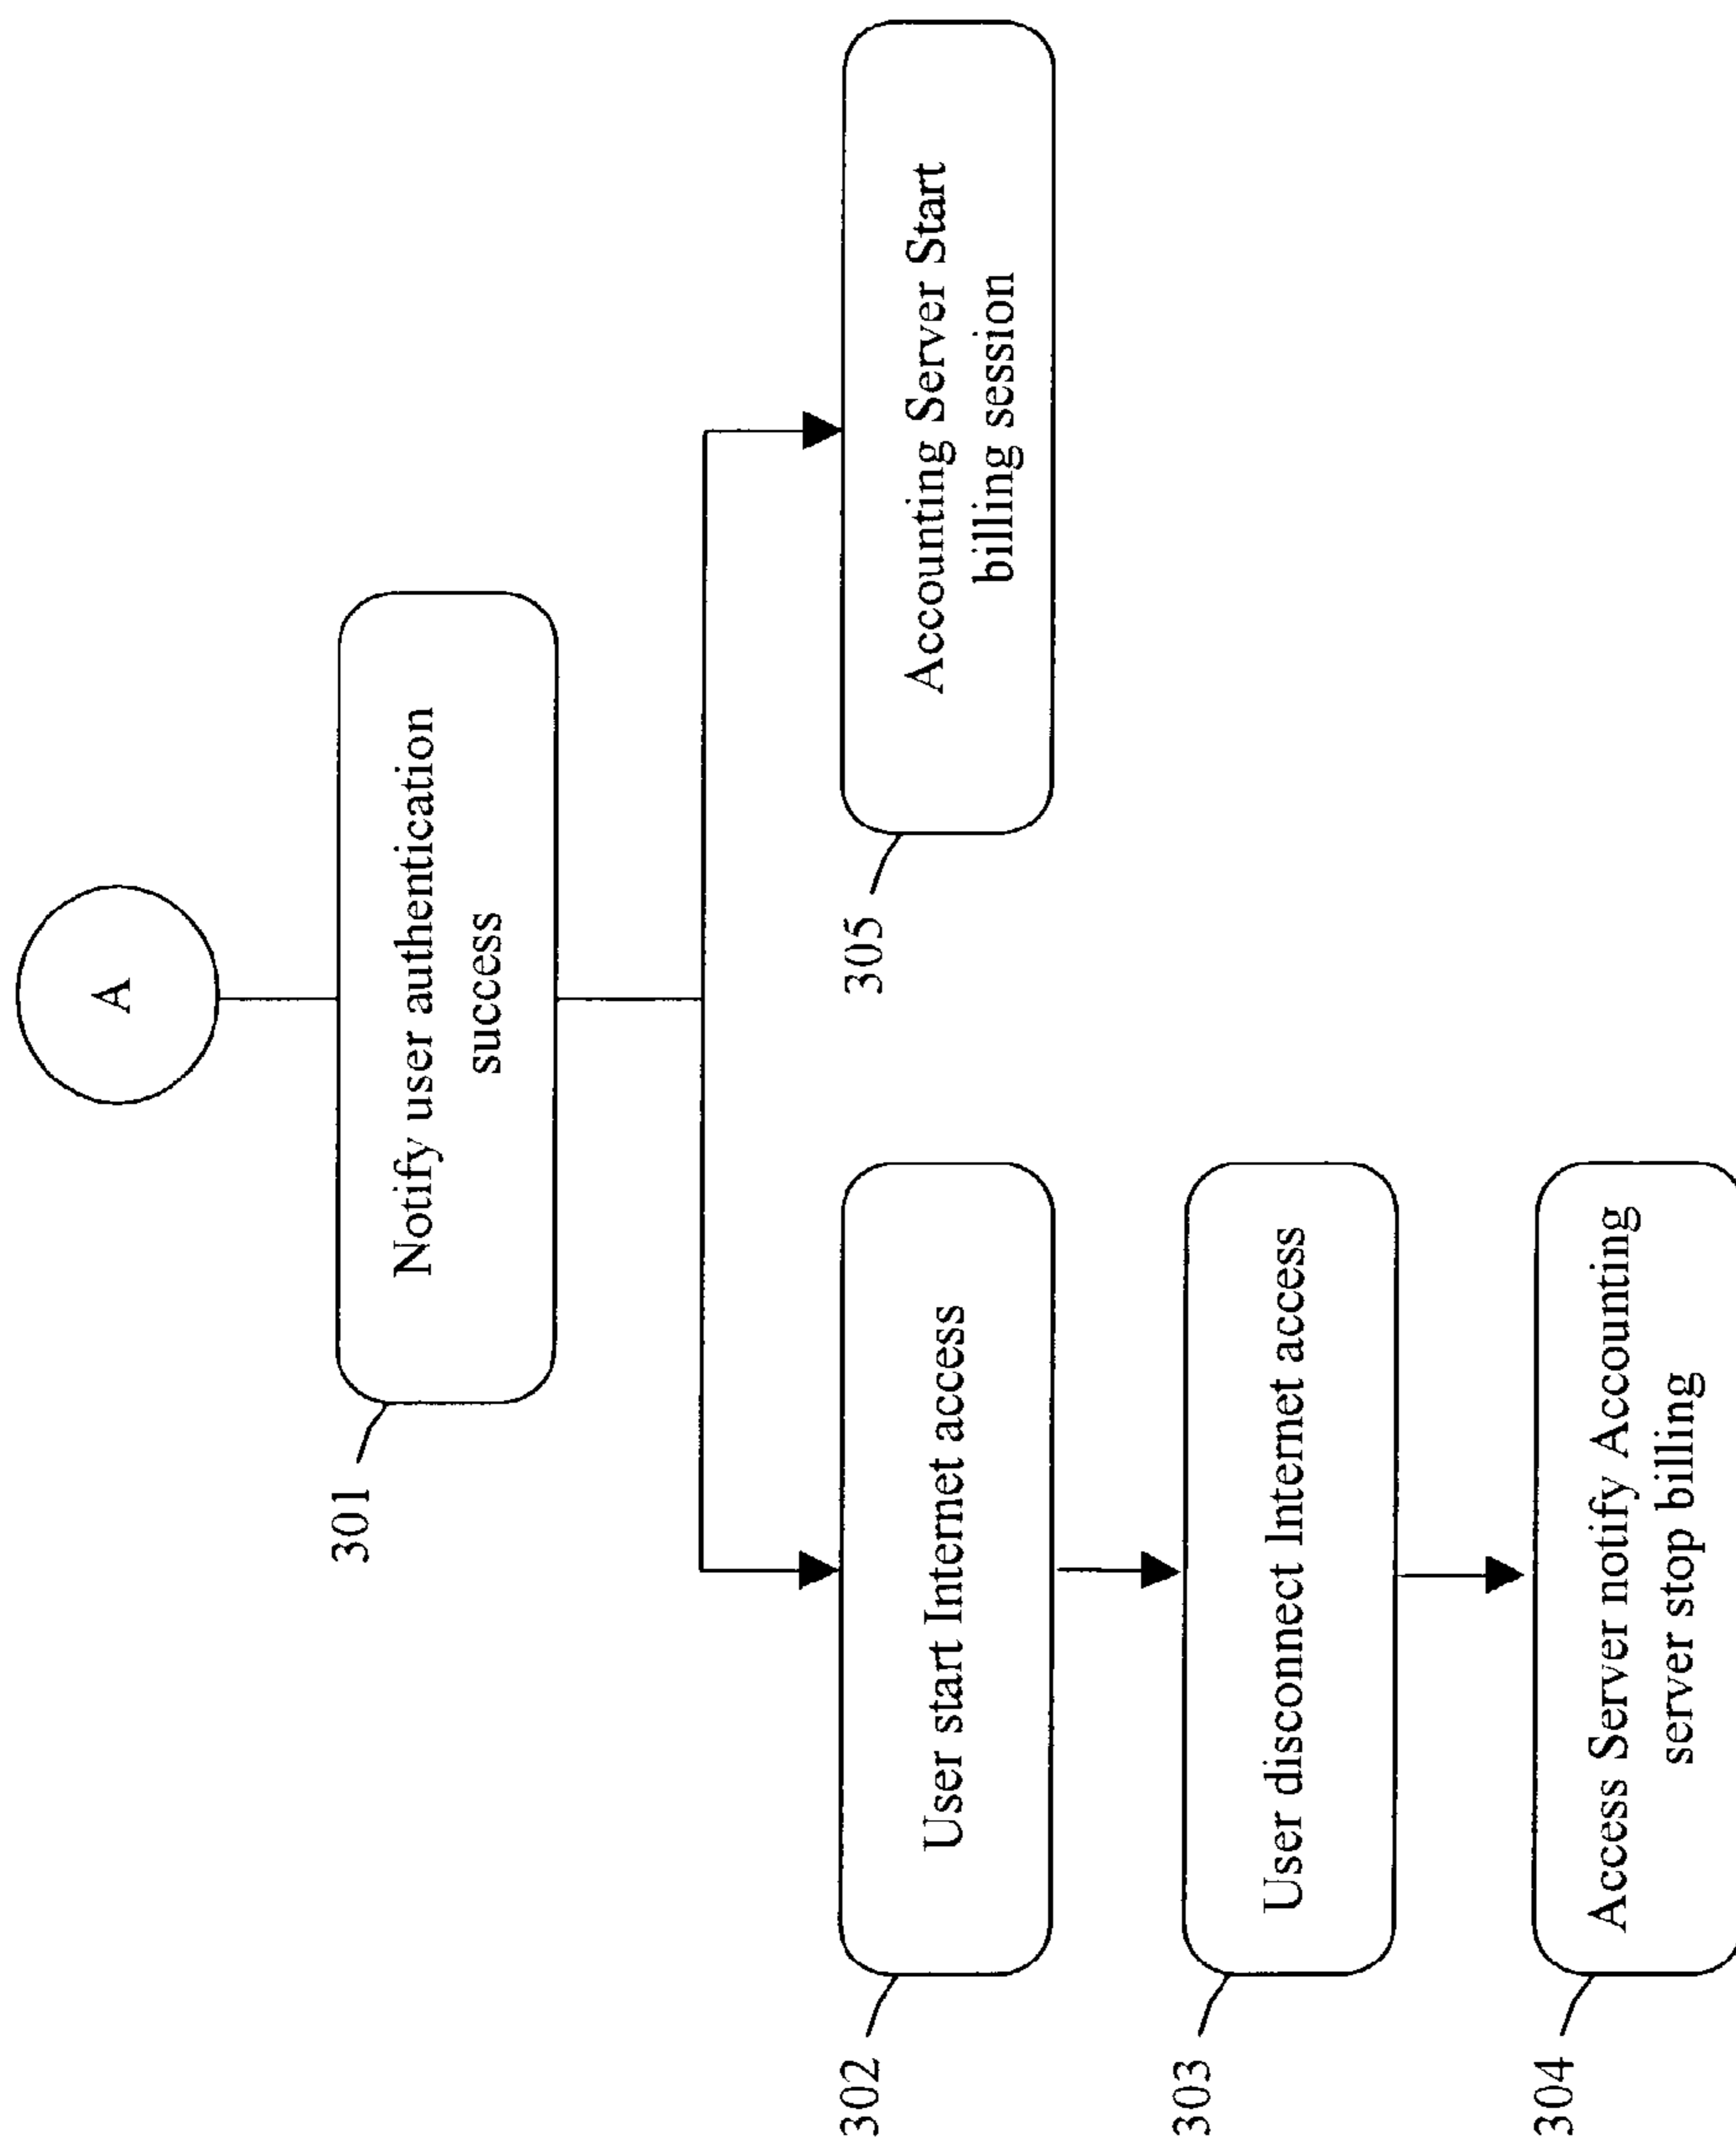 A
301
Notify user authentication
success
302
User start Internet access
305
Accounting Server Start
billing session
303
User disconnect Internet access
304
Access Server notify Accounting
server stop billing